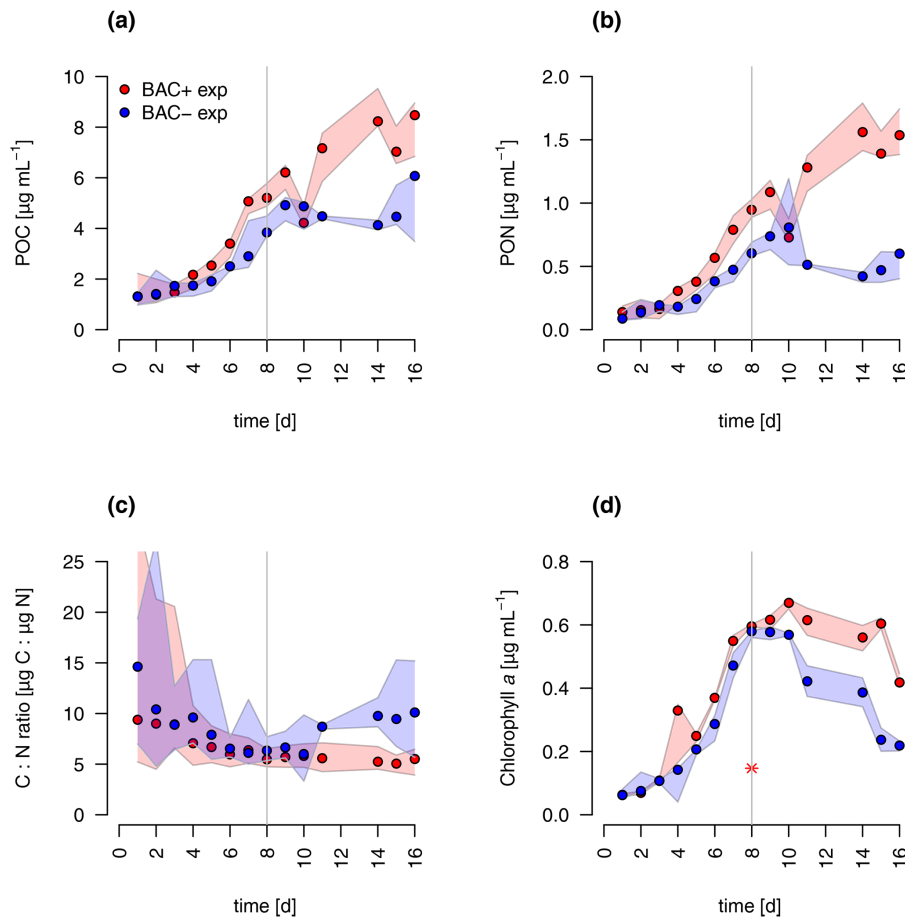 (a)
POC [µg mL⁻¹]
10
8
6
4
2
0
BAC+ exp
BAC− exp
0 2 4 6 8 10 12 14 16
time [d]
(b)
PON [µg mL⁻¹]
2.0
1.5
1.0
0.5
0.0
0 2 4 6 8 10 12 14 16
time [d]
(c)
C : N ratio [µg C : µg N]
25
20
15
10
5
0
0 2 4 6 8 10 12 14 16
time [d]
(d)
Chlorophyll a [µg mL⁻¹]
0.8
0.6
0.4
0.2
0.0
0 2 4 6 8 10 12 14 16
time [d]